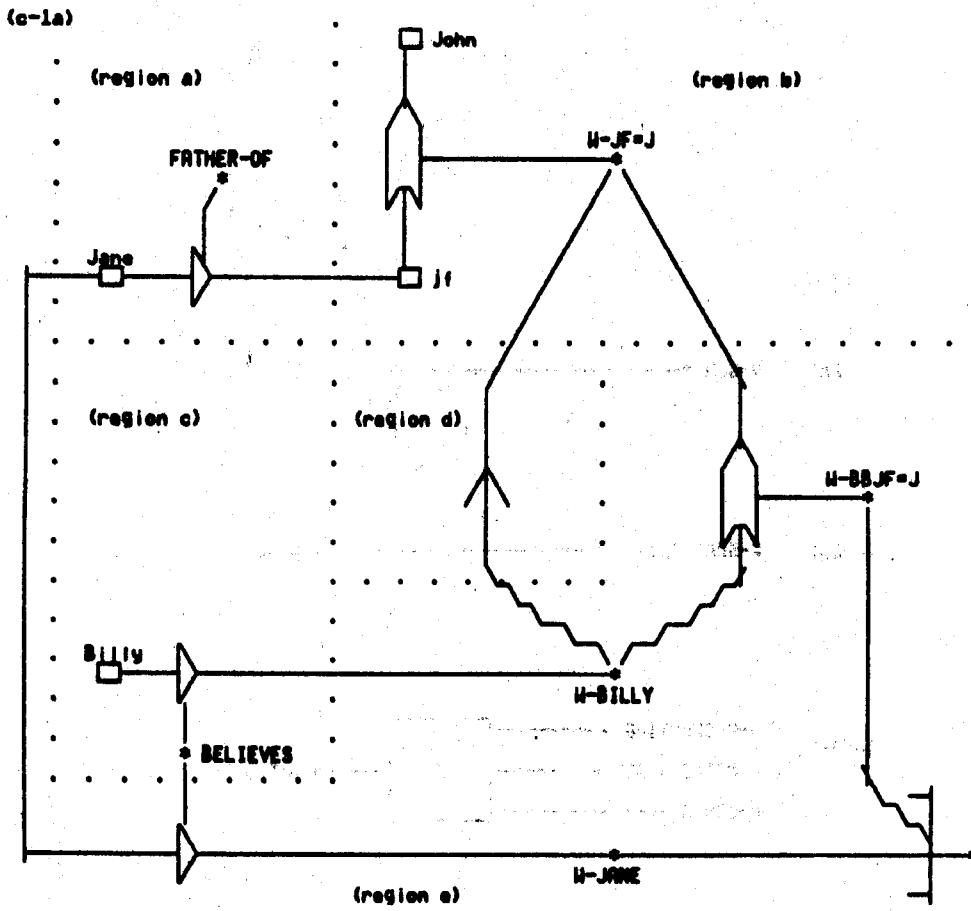 (c-1a)
John
(region a)
(region b)
W-JF=J
FATHER-OF
Jane
jf
(region c)
(region d)
W-BBJF=J
Billy
W-BILLY
BELIEVES
W-JANE
(region e)